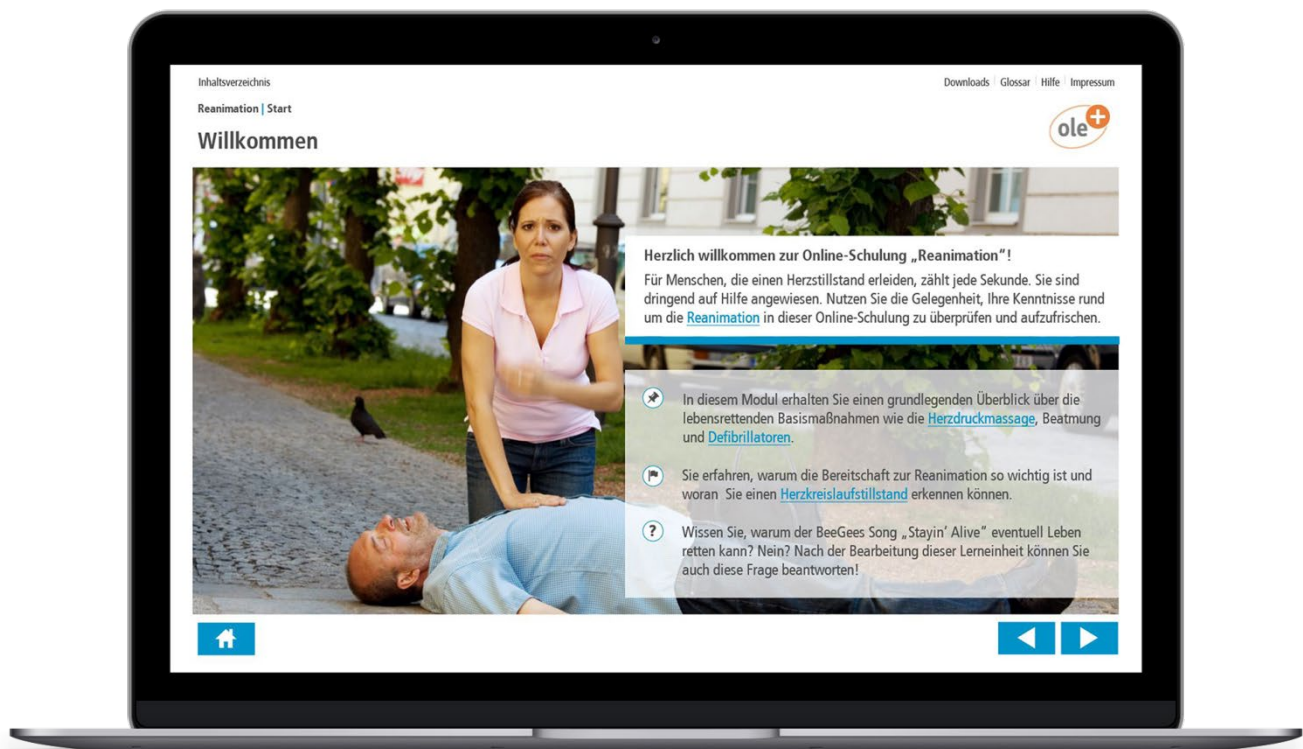 Inhaltsverzeichnis
Downloads Glossar Hilfe Impressum
Reanimation | Start
Willkommen
ole
Herzlich willkommen zur Online-Schulung „Reanimation“!
Für Menschen, die einen Herzstillstand erleiden, zählt jede Sekunde. Sie sind
dringend auf Hilfe angewiesen. Nutzen Sie die Gelegenheit, Ihre Kenntnisse rund
um die Reanimation in dieser Online-Schulung zu überprüfen und aufzufrischen.
In diesem Modul erhalten Sie einen grundlegenden Überblick über die
lebensrettenden Basismaßnahmen wie die Herzdruckmassage, Beatmung
und Defibrillatoren.
Sie erfahren, warum die Bereitschaft zur Reanimation so wichtig ist und
woran Sie einen Herzkreislaufstillstand erkennen können.
? Wissen Sie, warum der BeeGees Song „Stayin’ Alive” eventuell Leben
retten kann? Nein? Nach der Bearbeitung dieser Lerneinheit können Sie
auch diese Frage beantworten!